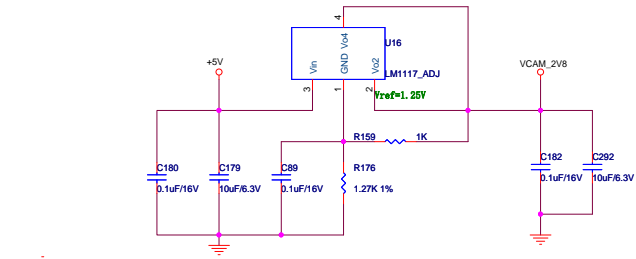 4
GND Vo4
U16
+5V
VCAM_2V8
Vin
Vo2
LM1117_ADJ
3
1
2
Vref=1.25V
R159
1K
C180
C179
C89
R176
C182
C292
0.1uF/16V
10uF/6.3V
0.1uF/16V
1.27K 1%
0.1uF/16V
10uF/6.3V